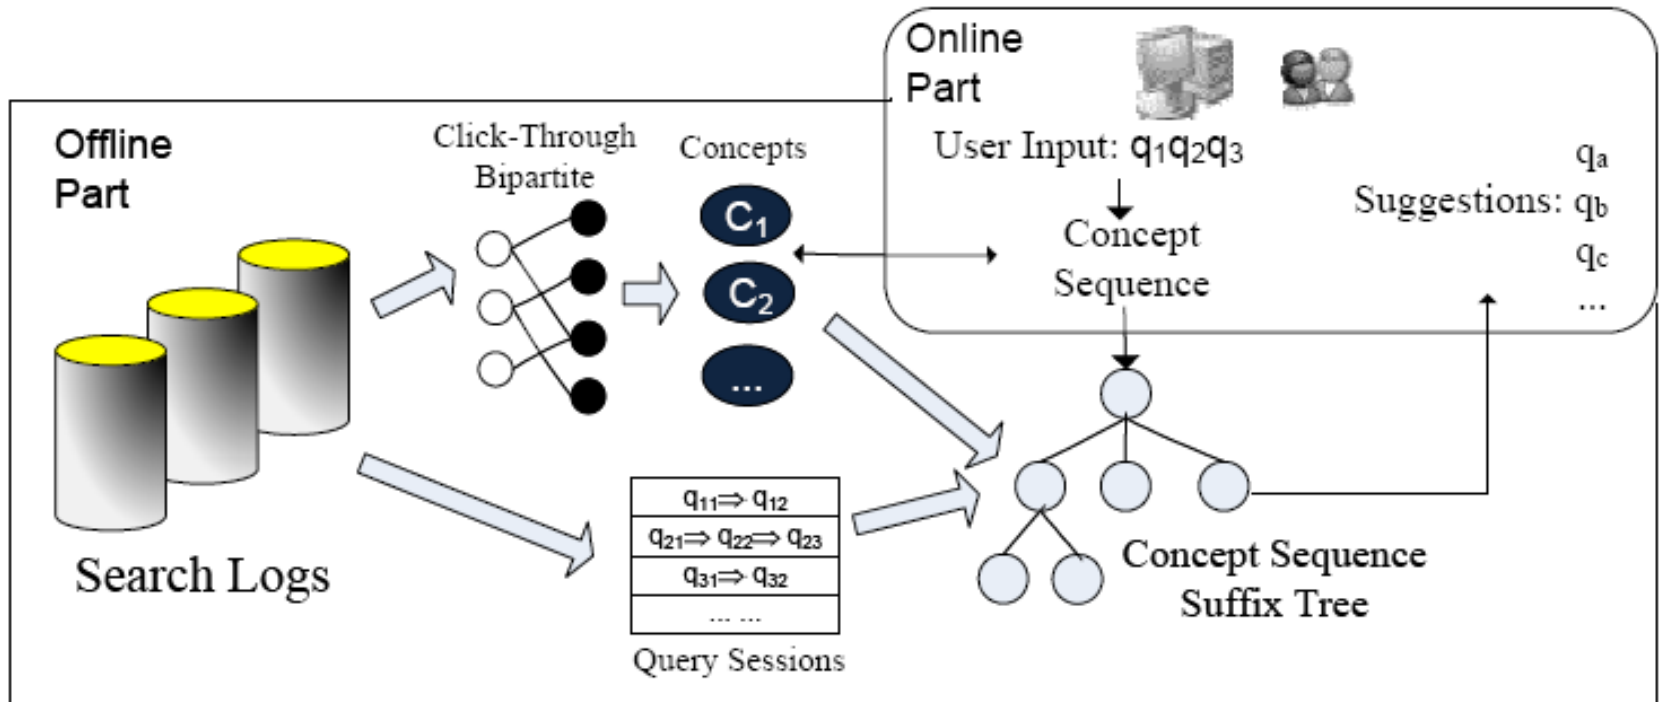 Online
Part
User Input: q1q2q3
Concept
Sequence
qa
Suggestions: qb
qc
...
Offline
Part
Click-Through
Bipartite
Concepts
C1
C2
...
Search Logs
q11⇒ q12
q21⇒ q22⇒ q23
q31⇒ q32
... ...
Query Sessions
Concept Sequence
Suffix Tree